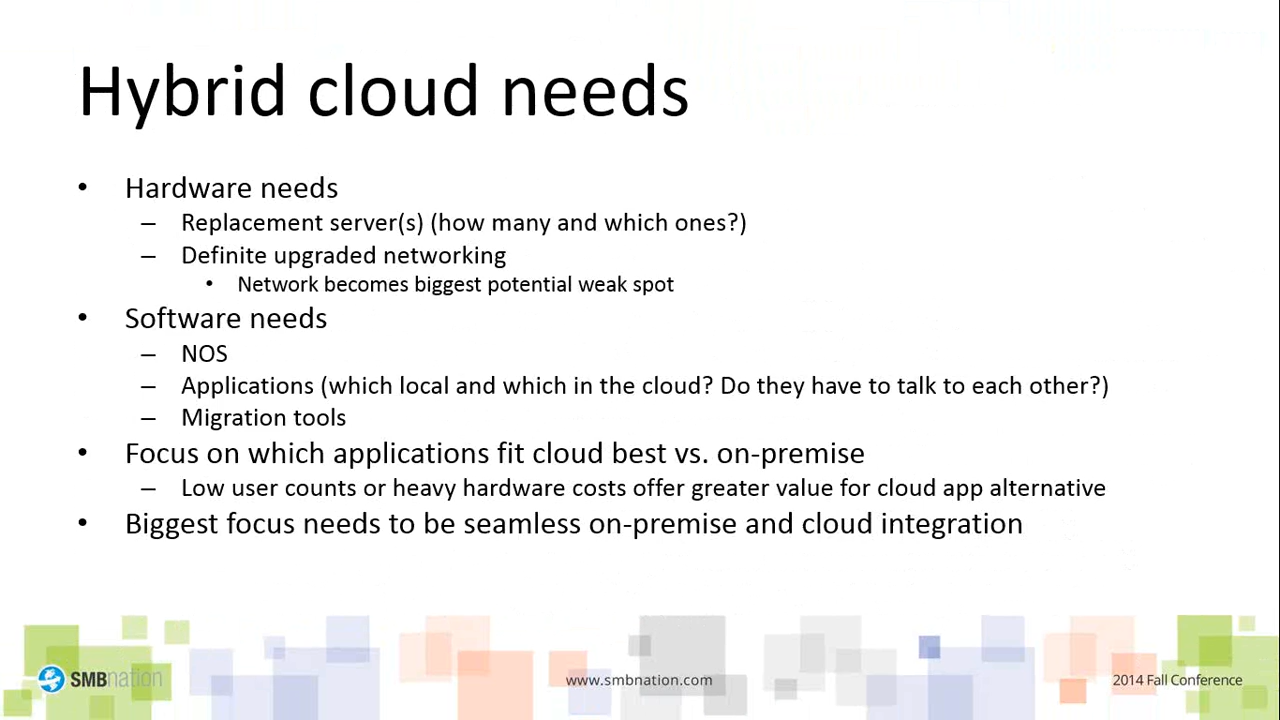 Hybrid cloud needs
• Hardware needs
– Replacement server(s) (how many and which ones?)
– Definite upgraded networking
• Network becomes biggest potential weak spot
• Software needs
– NOS
– Applications (which local and which in the cloud? Do they have to talk to each other?)
– Migration tools
• Focus on which applications fit cloud best vs. on-premise
– Low user counts or heavy hardware costs offer greater value for cloud app alternative
• Biggest focus needs to be seamless on-premise and cloud integration
SMBnation
www.smbnation.com
2014 Fall Conference